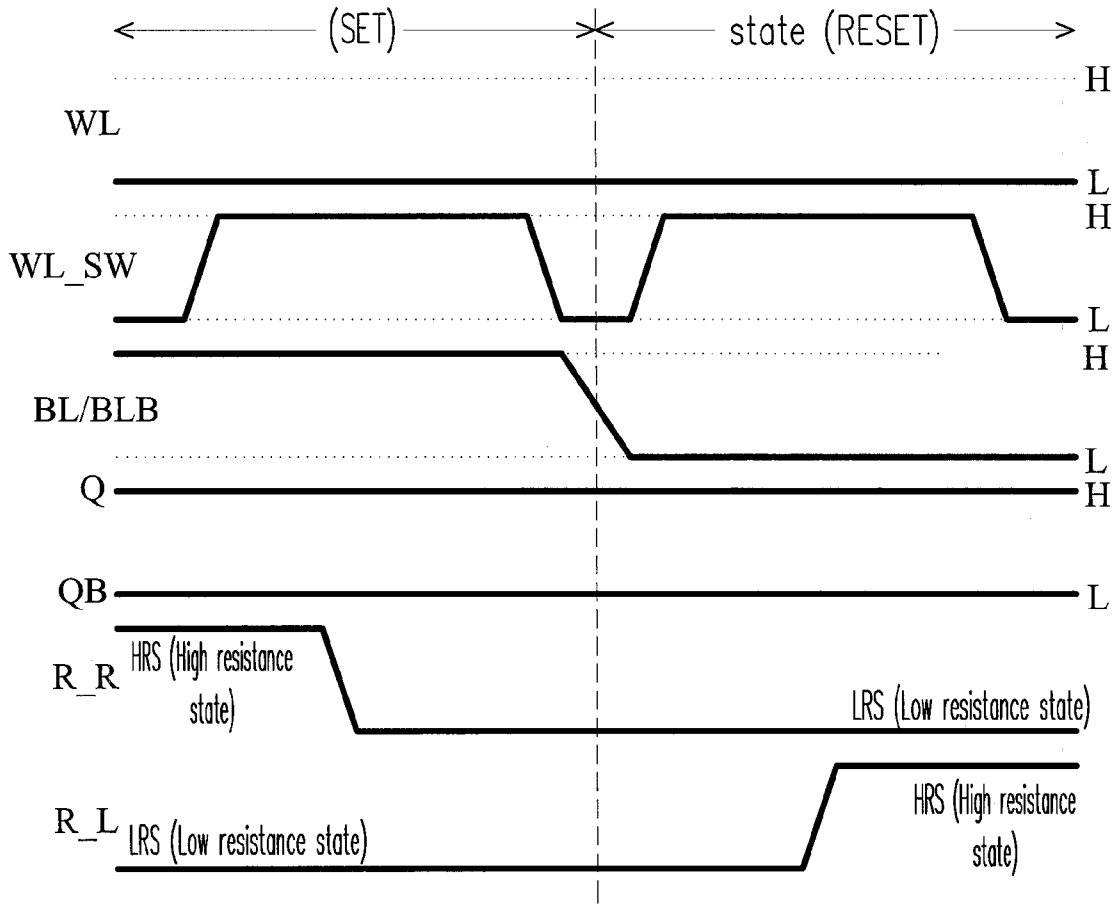 (SET) state (RESET)
H
WL
L
H
WL_SW
L
H
BL/BLB
L
Q H
QB L
HRS (High resistance
R_R
state)
LRS (Low resistance state)
HRS (High resistance
R_L LRS (Low resistance state)
state)